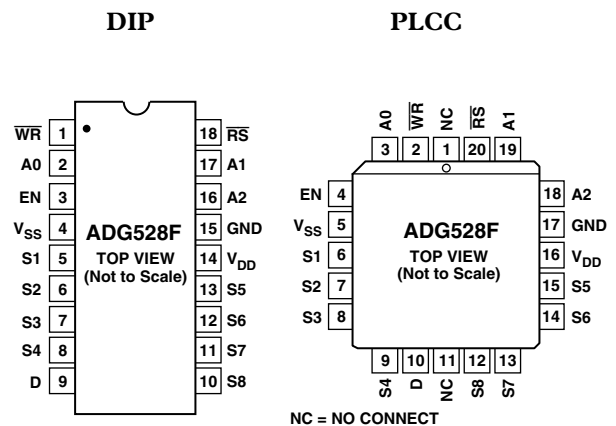 DIP
PLCC
W̅R̅ 1
A0 2
EN 3
VSS 4
S1 5
S2 6
S3 7
S4 8
D 9
18 R̅S̅
17 A1
16 A2
15 GND
14 VDD
13 S5
12 S6
11 S7
10 S8
ADG528F
TOP VIEW
(Not to Scale)
A0 W̅R̅ NC R̅S̅ A1
3 2 1 20 19
EN 4
VSS 5
S1 6
S2 7
S3 8
18 A2
17 GND
16 VDD
15 S5
14 S6
ADG528F
TOP VIEW
(Not to Scale)
9 10 11 12 13
S4 D NC S8 S7
NC = NO CONNECT